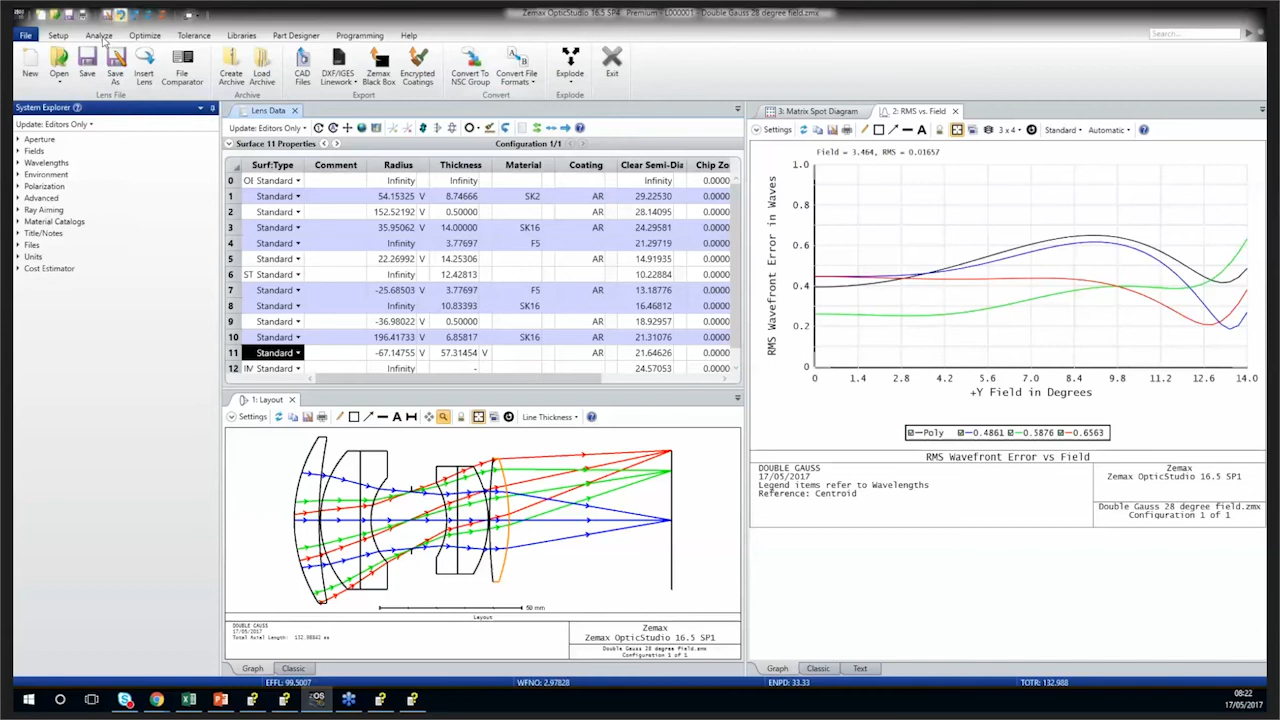 ZOS
Zemax OpticStudio 16.5 SP4 Premium - L000001 - Double Gauss 28 degree field.zmx
File Setup Analyze Optimize Tolerance Libraries Part Designer Programming Help
Search...
New Open Save Save As Insert Lens File Comparator Create Archive Load Archive CAD Files DXF/IGES Linework Zemax Black Box Encrypted Coatings Convert To NSC Group Convert File Formats Explode Exit
Lens File Archive Export Convert Explode
System Explorer
Update: Editors Only
Aperture
Fields
Wavelengths
Environment
Polarization
Advanced
Ray Aiming
Material Catalogs
Title/Notes
Files
Units
Cost Estimator
Lens Data
Update: Editors Only
Surface 11 Properties Configuration 1/1
Surf:Type Comment Radius Thickness Material Coating Clear Semi-Dia Chip Zo
0 OE Standard Infinity Infinity Infinity 0.0000
1 Standard 54.15325 V 8.74666 SK2 AR 29.22530 0.0000
2 Standard 152.52192 V 0.50000 AR 28.14095 0.0000
3 Standard 35.95062 V 14.00000 SK16 AR 24.29581 0.0000
4 Standard Infinity 3.77697 F5 21.29719 0.0000
5 Standard 22.26992 V 14.25306 AR 14.91935 0.0000
6 ST Standard Infinity 12.42813 10.22884 0.0000
7 Standard -25.68503 V 3.77697 F5 AR 13.18776 0.0000
8 Standard Infinity 10.83393 SK16 16.46812 0.0000
9 Standard -36.98022 V 0.50000 AR 18.92957 0.0000
10 Standard 196.41733 V 6.85817 SK16 AR 21.31076 0.0000
11 Standard -67.14755 V 57.31454 V AR 21.64626 0.0000
12 IM Standard Infinity - 24.57053 0.0000
1: Layout
Settings Line Thickness
50 mm
Layout
DOUBLE GAUSS
17/05/2017
Total Axial Length: 132.98842 mm
Zemax
Zemax OpticStudio 16.5 SP1
Double Gauss 28 degree field.zmx
Configuration 1 of 1
Graph Classic
3: Matrix Spot Diagram 2: RMS vs. Field
Settings 3 x 4 Standard Automatic
Field = 3.464, RMS = 0.01657
RMS Wavefront Error in Waves
1.0
0.8
0.6
0.4
0.2
0
0 1.4 2.8 4.2 5.6 7.0 8.4 9.8 11.2 12.6 14.0
+Y Field in Degrees
Poly 0.4861 0.5876 0.6563
RMS Wavefront Error vs Field
DOUBLE GAUSS
17/05/2017
Legend items refer to Wavelengths
Reference: Centroid
Zemax
Zemax OpticStudio 16.5 SP1
Double Gauss 28 degree field.zmx
Configuration 1 of 1
Graph Classic Text
EFFL: 99.5007 WFNO: 2.97828 ENPD: 33.33 TOTR: 132.988
ZOS
08:22
17/05/2017